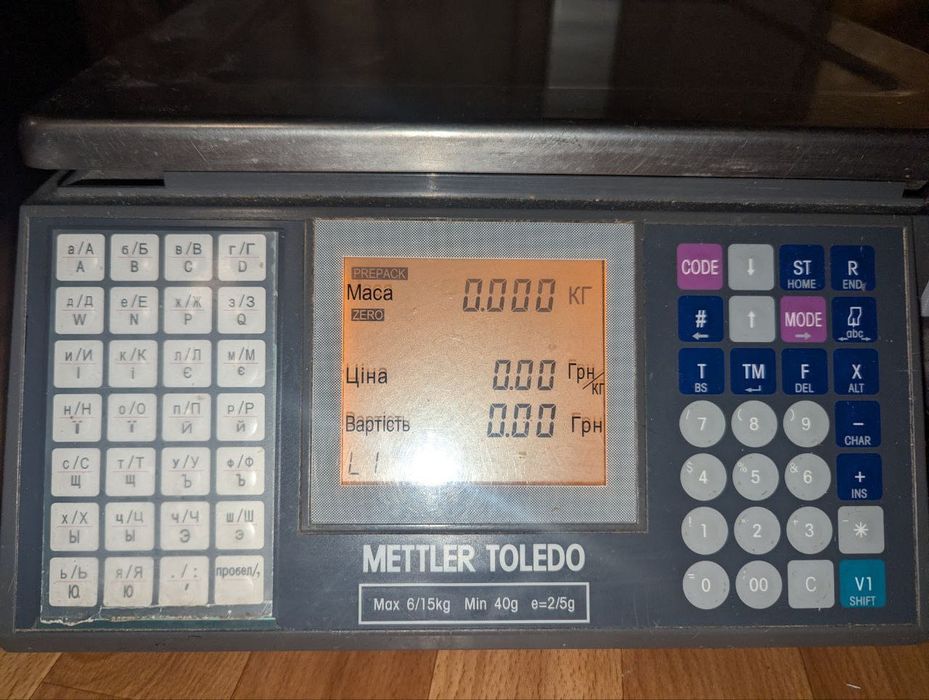 а/А б/Б в/В г/Г
A B C D
д/Д е/Е ж/Ж з/З
W N P Q
и/И к/К л/Л м/М
І і Є є
н/Н о/О п/П р/Р
Ї ї Й й
с/С т/Т у/У ф/Ф
Щ щ Ъ ъ
х/Х ц/Ц ч/Ч ш/Ш
Ы ы Э э
ь/Ь я/Я ./: пробел/,
Ю ю '
PREPACK
Маса 0.000 КГ
ZERO
Ціна 0.00 Грн/кг
Вартість 0.00 Грн
L1
METTLER TOLEDO
Max 6/15kg Min 40g e=2/5g
CODE ↓ ST R
HOME END
# ↑ MODE abc
← →
T TM F X
BS ↵ DEL ALT
/ 7 ( 8 ) 9 −
CHAR
$ 4 % 5 & 6 +
INS
! 1 2 3 *
= 0 00 C V1
SHIFT